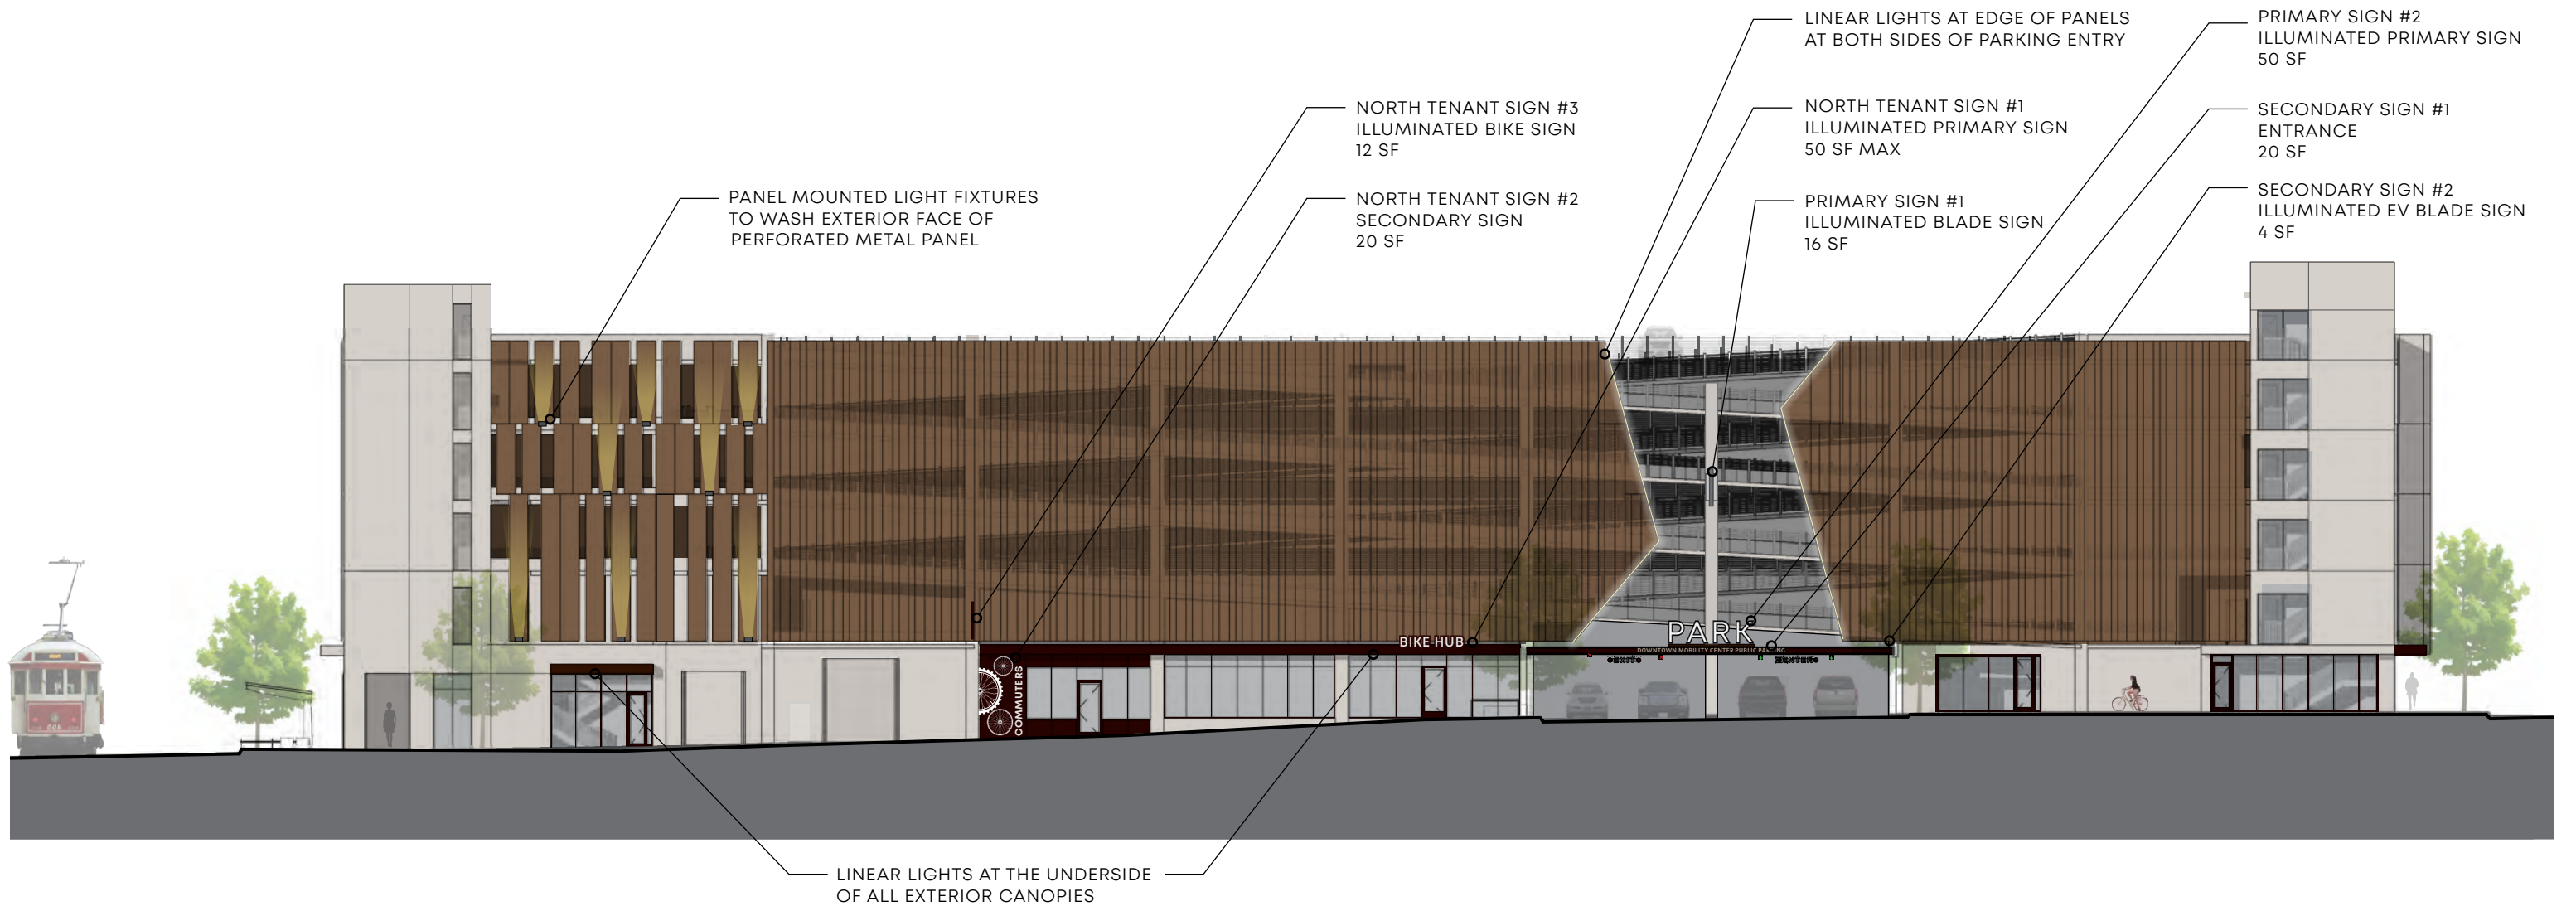 LINEAR LIGHTS AT EDGE OF PANELS
AT BOTH SIDES OF PARKING ENTRY
PRIMARY SIGN #2
ILLUMINATED PRIMARY SIGN
50 SF
NORTH TENANT SIGN #3
ILLUMINATED BIKE SIGN
12 SF
NORTH TENANT SIGN #1
ILLUMINATED PRIMARY SIGN
50 SF MAX
SECONDARY SIGN #1
ENTRANCE
20 SF
PANEL MOUNTED LIGHT FIXTURES
TO WASH EXTERIOR FACE OF
PERFORATED METAL PANEL
NORTH TENANT SIGN #2
SECONDARY SIGN
20 SF
PRIMARY SIGN #1
ILLUMINATED BLADE SIGN
16 SF
SECONDARY SIGN #2
ILLUMINATED EV BLADE SIGN
4 SF
BIKE HUB
PARK
DOWNTOWN MOBILITY CENTER PUBLIC PARKING
COMMUTERS
LINEAR LIGHTS AT THE UNDERSIDE
OF ALL EXTERIOR CANOPIES